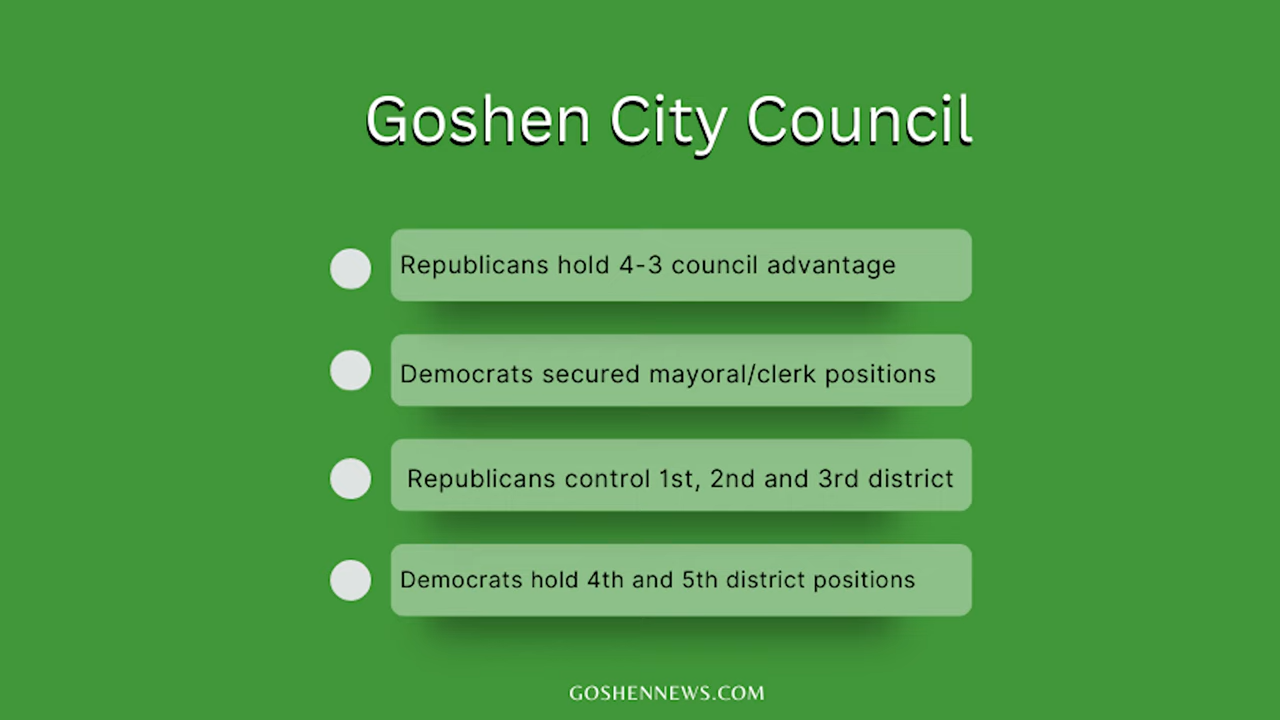 Goshen City Council
Republicans hold 4-3 council advantage
Democrats secured mayoral/clerk positions
Republicans control 1st, 2nd and 3rd district
Democrats hold 4th and 5th district positions
GOSHENNEWS.COM